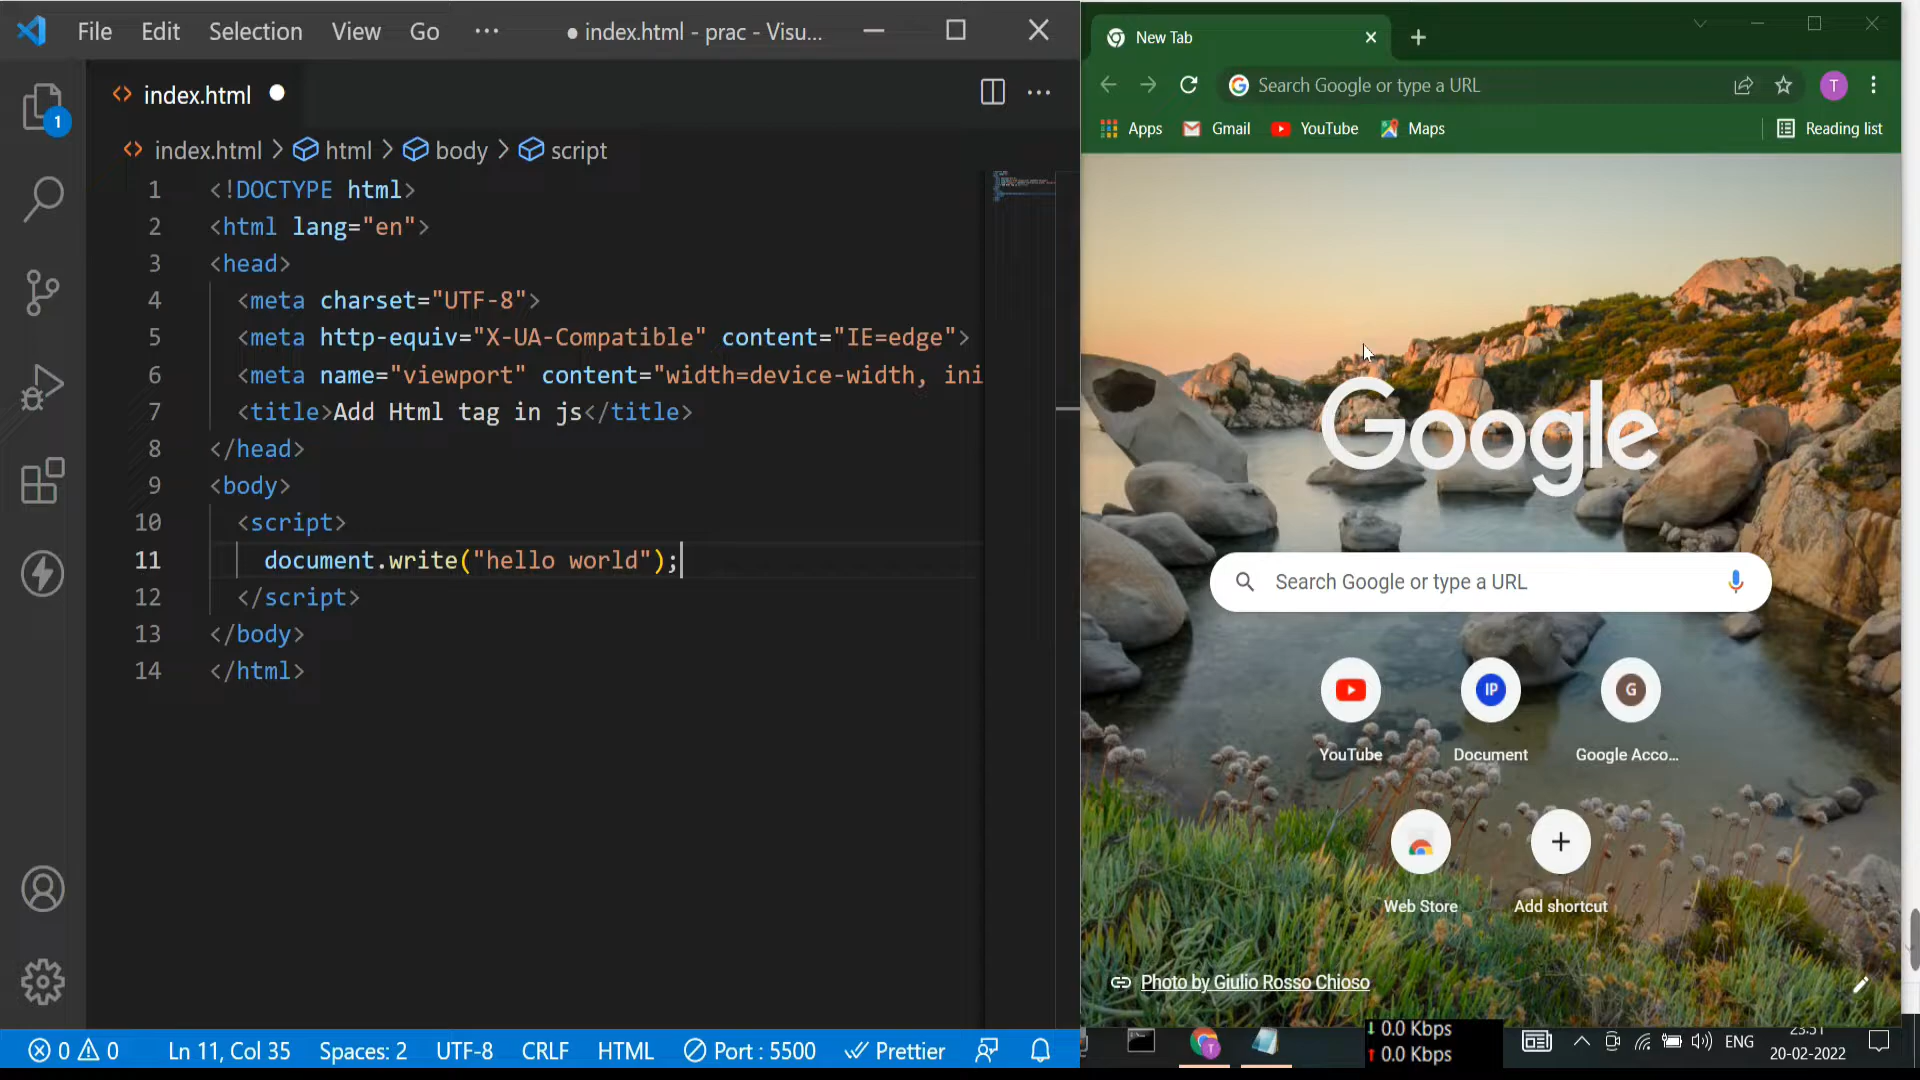 File Edit Selection View Go ··· ● index.html - prac - Visu...
index.html
index.html > html > body > script
1 <!DOCTYPE html>
2 <html lang="en">
3 <head>
4 <meta charset="UTF-8">
5 <meta http-equiv="X-UA-Compatible" content="IE=edge">
6 <meta name="viewport" content="width=device-width, ini
7 <title>Add Html tag in js</title>
8 </head>
9 <body>
10 <script>
11 document.write("hello world");
12 </script>
13 </body>
14 </html>
1
0 0 Ln 11, Col 35 Spaces: 2 UTF-8 CRLF HTML Port : 5500 Prettier
New Tab
Search Google or type a URL
T
Apps Gmail YouTube Maps Reading list
Google
Search Google or type a URL
IP G
YouTube Document Google Acco...
Web Store Add shortcut
Photo by Giulio Rosso Chioso
T
0.0 Kbps
0.0 Kbps
ENG
23:51
20-02-2022